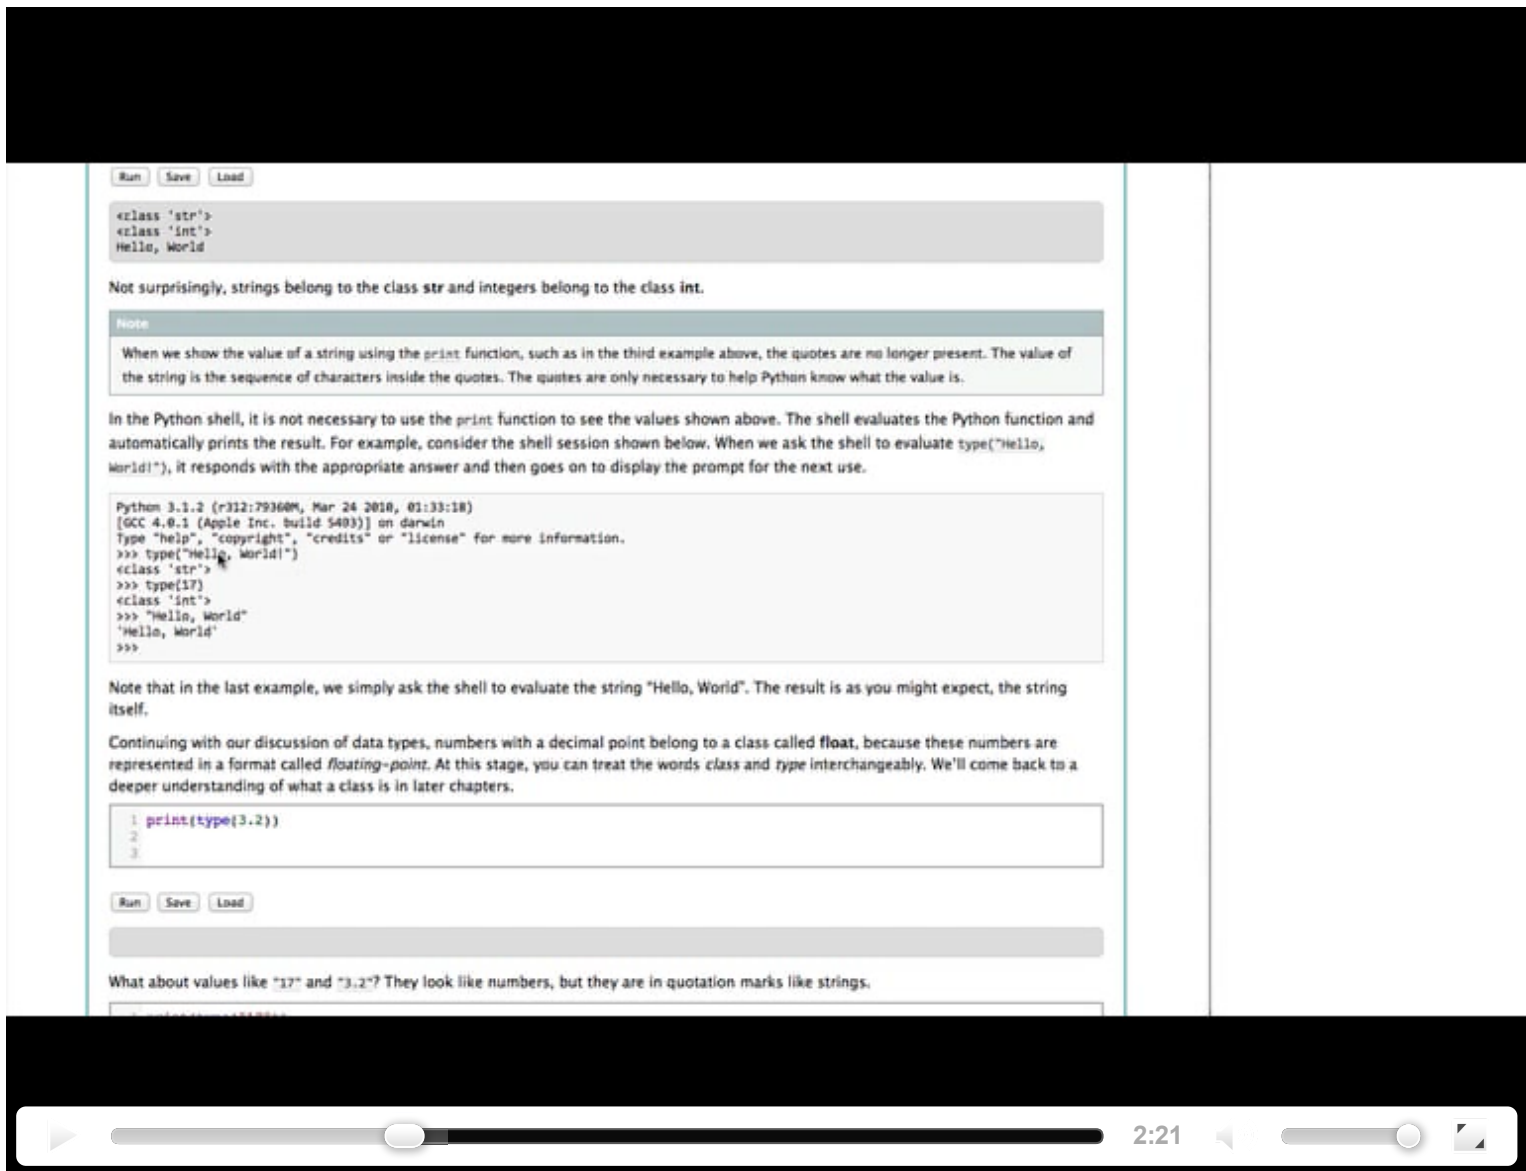 Run Save Load
<class 'str'>
<class 'int'>
Hello, World
Not surprisingly, strings belong to the class str and integers belong to the class int.
Note
When we show the value of a string using the print function, such as in the third example above, the quotes are no longer present. The value of
the string is the sequence of characters inside the quotes. The quotes are only necessary to help Python know what the value is.
In the Python shell, it is not necessary to use the print function to see the values shown above. The shell evaluates the Python function and
automatically prints the result. For example, consider the shell session shown below. When we ask the shell to evaluate type("Hello,
World!"), it responds with the appropriate answer and then goes on to display the prompt for the next use.
Python 3.1.2 (r312:79360M, Mar 24 2010, 01:33:18)
[GCC 4.0.1 (Apple Inc. build 5493)] on darwin
Type "help", "copyright", "credits" or "license" for more information.
>>> type("Hello, World!")
<class 'str'>
>>> type(17)
<class 'int'>
>>> "Hello, World"
'Hello, World'
>>>
Note that in the last example, we simply ask the shell to evaluate the string "Hello, World". The result is as you might expect, the string
itself.
Continuing with our discussion of data types, numbers with a decimal point belong to a class called float, because these numbers are
represented in a format called floating-point. At this stage, you can treat the words class and type interchangeably. We'll come back to a
deeper understanding of what a class is in later chapters.
1 print(type(3.2))
2
3
Run Save Load
What about values like "17" and "3.2"? They look like numbers, but they are in quotation marks like strings.
2:21